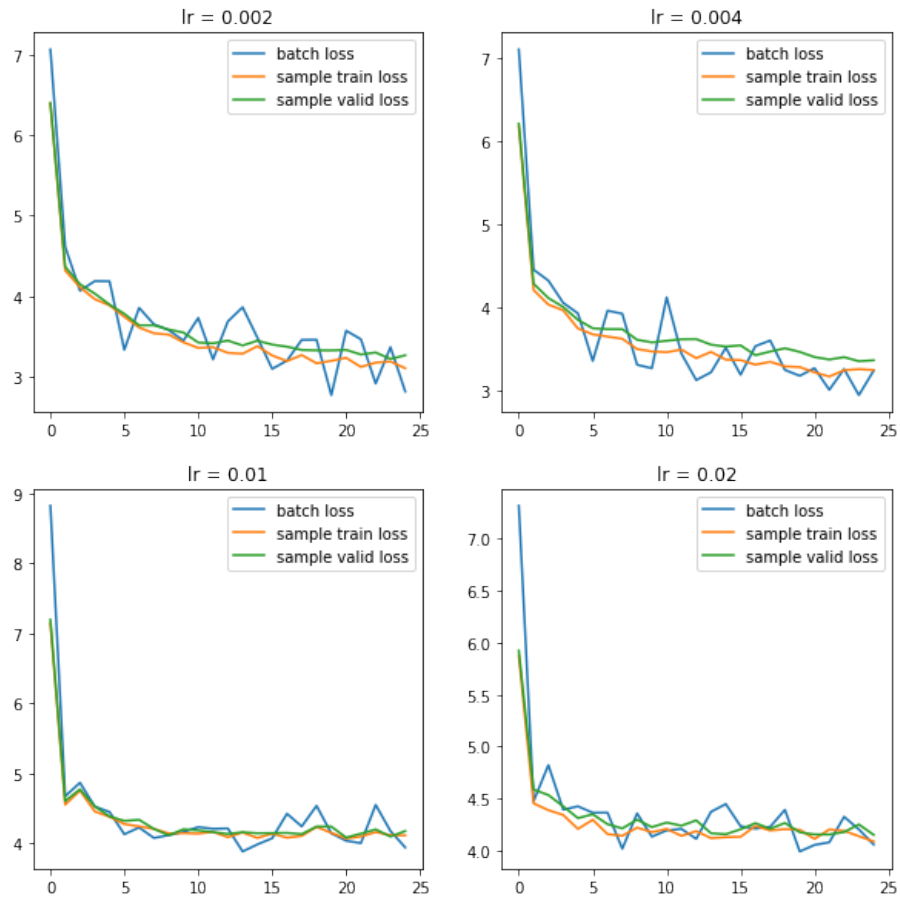 lr = 0.002
7
6
5
4
3
0 5 10 15 20 25
batch loss
sample train loss
sample valid loss
lr = 0.004
7
6
5
4
3
0 5 10 15 20 25
batch loss
sample train loss
sample valid loss
lr = 0.01
9
8
7
6
5
4
0 5 10 15 20 25
batch loss
sample train loss
sample valid loss
lr = 0.02
7.0
6.5
6.0
5.5
5.0
4.5
4.0
0 5 10 15 20 25
batch loss
sample train loss
sample valid loss